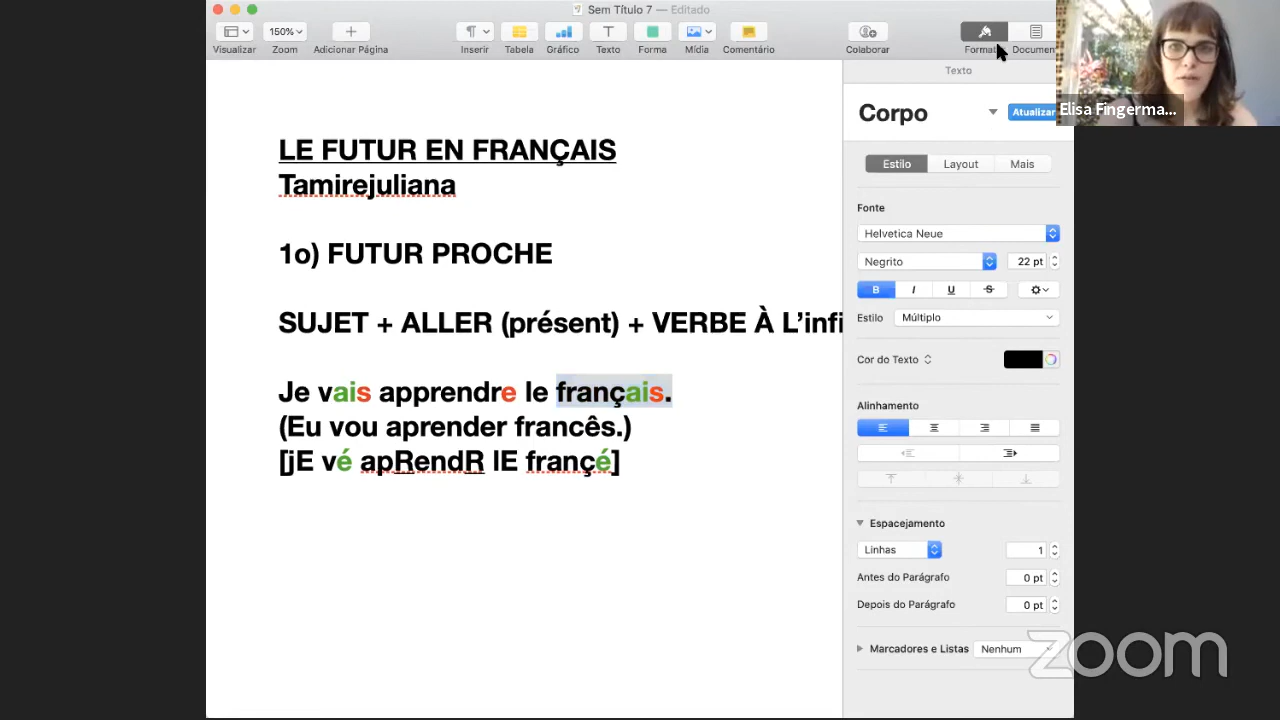 Sem Título 7 — Editado
150%
Visualizar Zoom Adicionar Página Inserir Tabela Gráfico Texto Forma Mídia Comentário Colaborar
Texto
Elisa Fingerma...
Corpo
Atualizar
Estilo Layout Mais
LE FUTUR EN FRANÇAIS
Tamirejuliana
1o) FUTUR PROCHE
SUJET + ALLER (présent) + VERBE À L’infi
Je vais apprendre le français.
(Eu vou aprender francês.)
[jE vé apRendR lE françé]
Fonte
Helvetica Neue
Negrito 22 pt
B I U S
Estilo Múltiplo
Cor do Texto
Alinhamento
Espacejamento
Linhas 1
Antes do Parágrafo 0 pt
Depois do Parágrafo 0 pt
Marcadores e Listas Nenhum
zoom